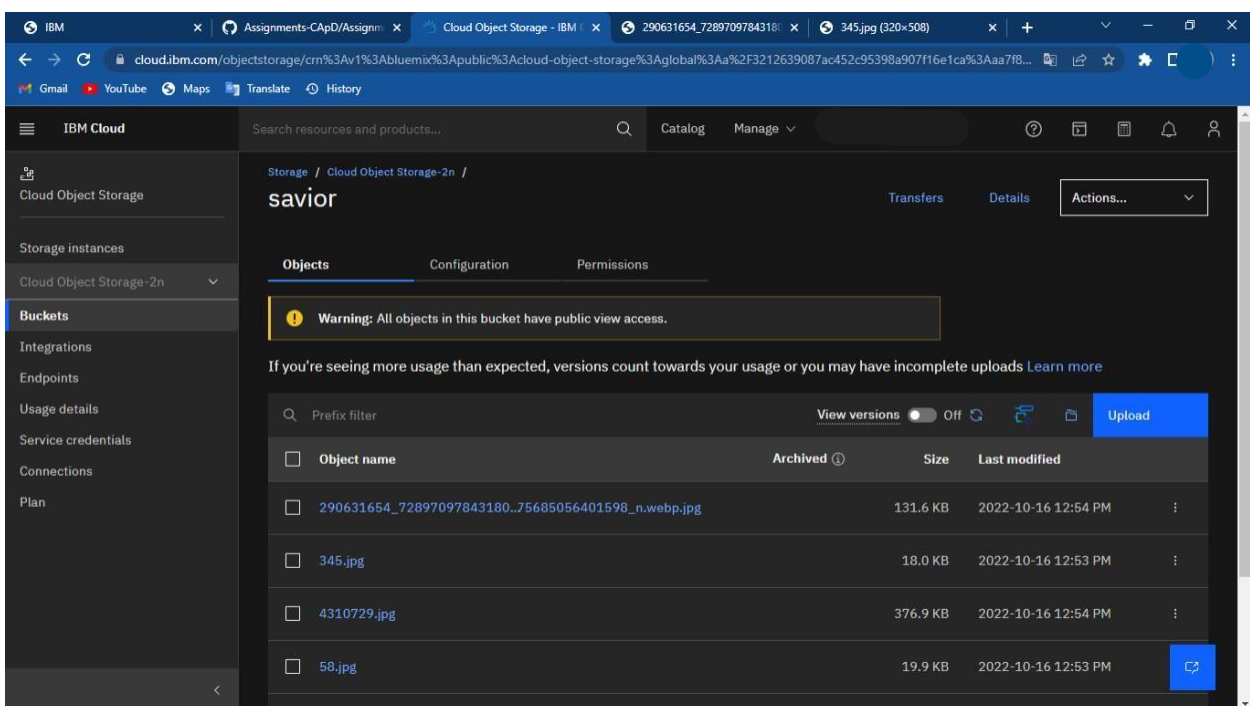 IBM
Assignments-CApD/Assignm
Cloud Object Storage - IBM
290631654_7289709784318
345.jpg (320×508)
cloud.ibm.com/objectstorage/crn%3Av1%3Abluemix%3Apublic%3Acloud-object-storage%3Aglobal%3Aa%2F3212639087ac452c95398a907f16e1ca%3Aaa7f8...
Gmail YouTube Maps Translate History
IBM Cloud
Search resources and products...
Catalog
Manage
Cloud Object Storage
Storage instances
Cloud Object Storage-2n
Buckets
Integrations
Endpoints
Usage details
Service credentials
Connections
Plan
Storage / Cloud Object Storage-2n /
savior
Transfers
Details
Actions...
Objects
Configuration
Permissions
Warning: All objects in this bucket have public view access.
If you're seeing more usage than expected, versions count towards your usage or you may have incomplete uploads Learn more
Prefix filter
View versions Off
Upload
Object name Archived Size Last modified
290631654_72897097843180..75685056401598_n.webp.jpg 131.6 KB 2022-10-16 12:54 PM
345.jpg 18.0 KB 2022-10-16 12:53 PM
4310729.jpg 376.9 KB 2022-10-16 12:54 PM
58.jpg 19.9 KB 2022-10-16 12:53 PM